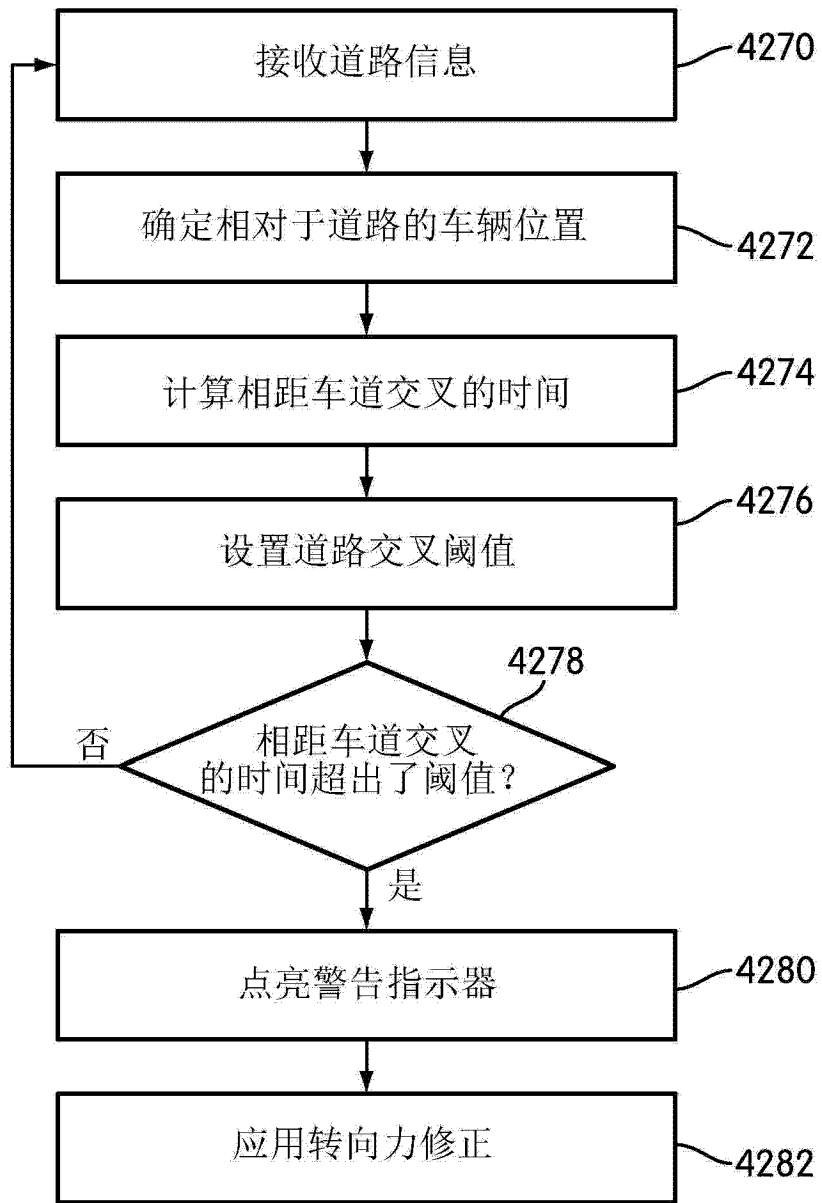 接收道路信息
4270
确定相对于道路的车辆位置
4272
计算相距车道交叉的时间
4274
设置道路交叉阈值
4276
4278
相距车道交叉
的时间超出了阈值?
否
是
点亮警告指示器
4280
应用转向力修正
4282